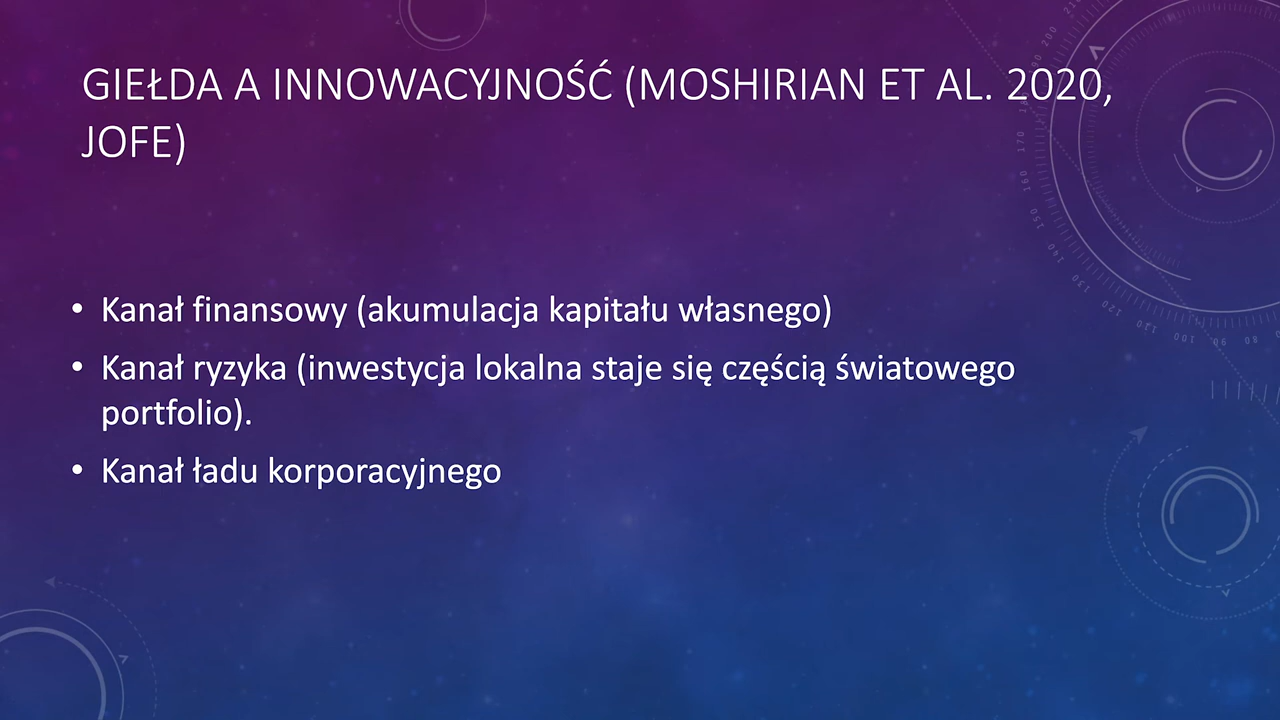 GIEŁDA A INNOWACYJNOŚĆ (MOSHIRIAN ET AL. 2020,
JOFE)
• Kanał finansowy (akumulacja kapitału własnego)
• Kanał ryzyka (inwestycja lokalna staje się częścią światowego
portfolio).
• Kanał ładu korporacyjnego